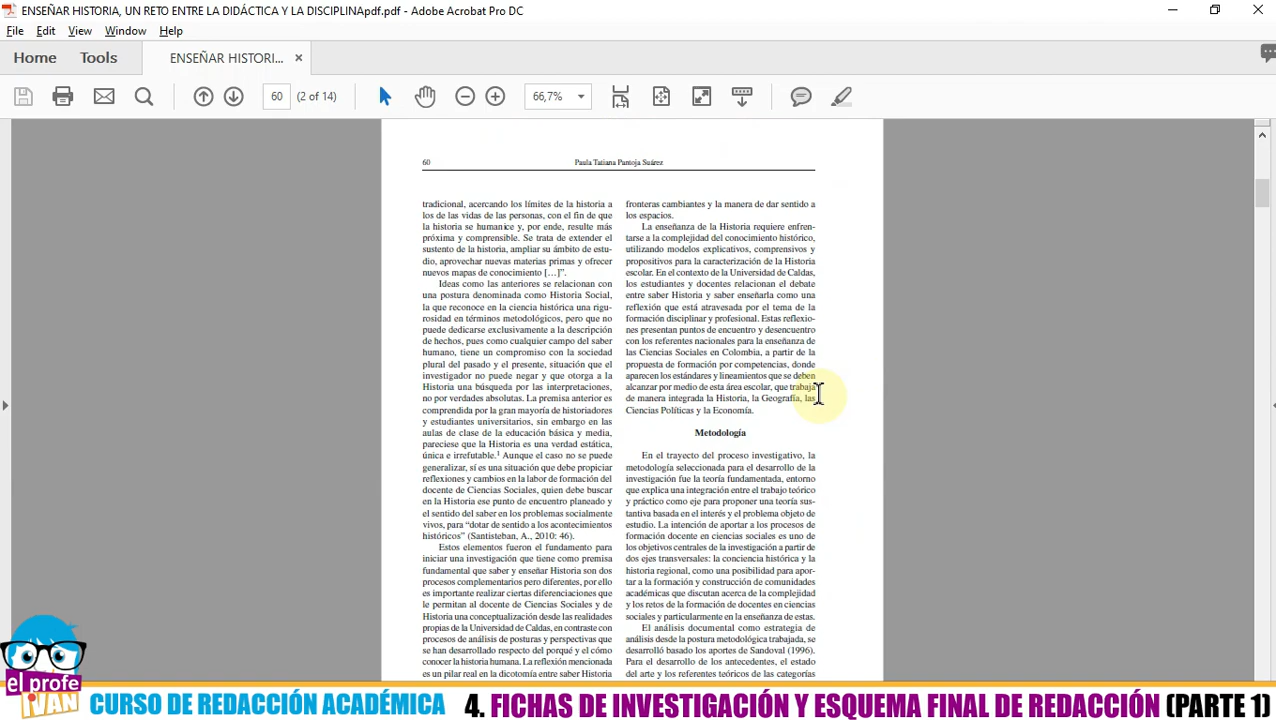 ENSEÑAR HISTORIA, UN RETO ENTRE LA DIDÁCTICA Y LA DISCIPLINApdf.pdf - Adobe Acrobat Pro DC
File Edit View Window Help
Home Tools ENSEÑAR HISTORI... ×
60 (2 of 14) 66,7%
60 Paula Tatiana Pantoja Suárez
tradicional, acercando los límites de la historia a
los de las vidas de las personas, con el fin de que
la historia se humanice y, por ende, resulte más
próxima y comprensible. Se trata de extender el
sustento de la historia, ampliar su ámbito de estu-
dio, aprovechar nuevas materias primas y ofrecer
nuevos mapas de conocimiento […]”.
Ideas como las anteriores se relacionan con
una postura denominada como Historia Social,
la que reconoce en la ciencia histórica una rigu-
rosidad en términos metodológicos, pero que no
puede dedicarse exclusivamente a la descripción
de hechos, pues como cualquier campo del saber
humano, tiene un compromiso con la sociedad
plural del pasado y el presente, situación que el
investigador no puede negar y que otorga a la
Historia una búsqueda por las interpretaciones,
no por verdades absolutas. La premisa anterior es
comprendida por la gran mayoría de historiadores
y estudiantes universitarios, sin embargo en las
aulas de clase de la educación básica y media,
pareciese que la Historia es una verdad estática,
única e irrefutable.¹ Aunque el caso no se puede
generalizar, sí es una situación que debe propiciar
reflexiones y cambios en la labor de formación del
docente de Ciencias Sociales, quien debe buscar
en la Historia ese punto de encuentro planeado y
el sentido del saber en los problemas socialmente
vivos, para “dotar de sentido a los acontecimientos
históricos” (Santisteban, A., 2010: 46).
Estos elementos fueron el fundamento para
iniciar una investigación que tiene como premisa
fundamental que saber y enseñar Historia son dos
procesos complementarios pero diferentes, por ello
es importante realizar ciertas diferenciaciones que
le permitan al docente de Ciencias Sociales y de
Historia una conceptualización desde las realidades
propias de la Universidad de Caldas, en contraste con
procesos de análisis de posturas y perspectivas que
se han desarrollado respecto del porqué y el cómo
conocer la historia humana. La reflexión mencionada
es un pilar real en la dicotomía entre saber Historia
fronteras cambiantes y la manera de dar sentido a
los espacios.
La enseñanza de la Historia requiere enfren-
tarse a la complejidad del conocimiento histórico,
utilizando modelos explicativos, comprensivos y
propositivos para la caracterización de la Historia
escolar. En el contexto de la Universidad de Caldas,
los estudiantes y docentes relacionan el debate
entre saber Historia y saber enseñarla como una
reflexión que está atravesada por el tema de la
formación disciplinar y profesional. Estas reflexio-
nes presentan puntos de encuentro y desencuentro
con los referentes nacionales para la enseñanza de
las Ciencias Sociales en Colombia, a partir de la
propuesta de formación por competencias, donde
aparecen los estándares y lineamientos que se deben
alcanzar por medio de esta área escolar, que trabaja
de manera integrada la Historia, la Geografía, las
Ciencias Políticas y la Economía.
Metodología
En el trayecto del proceso investigativo, la
metodología seleccionada para el desarrollo de la
investigación fue la teoría fundamentada, entorno
que explica una integración entre el trabajo teórico
y práctico como eje para proponer una teoría sus-
tantiva basada en el interés y el problema objeto de
estudio. La intención de aportar a los procesos de
formación docente en ciencias sociales es uno de
los objetivos centrales de la investigación a partir de
dos ejes transversales: la conciencia histórica y la
historia regional, como una posibilidad para apor-
tar a la formación y construcción de comunidades
académicas que discutan acerca de la complejidad
y los retos de la formación de docentes en ciencias
sociales y particularmente en la enseñanza de estas.
El análisis documental como estrategia de
análisis desde la postura metodológica trabajada, se
desarrolló basado los aportes de Sandoval (1996).
Para el desarrollo de los antecedentes, el estado
del arte y los referentes teóricos de las categorías
el profe
IVAN
CURSO DE REDACCIÓN ACADÉMICA 4. FICHAS DE INVESTIGACIÓN Y ESQUEMA FINAL DE REDACCIÓN (PARTE 1)